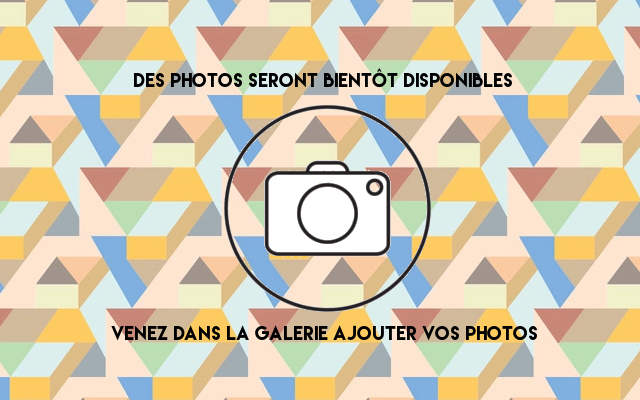 DES PHOTOS SERONT BIENTÔT DISPONIBLES
VENEZ DANS LA GALERIE AJOUTER VOS PHOTOS